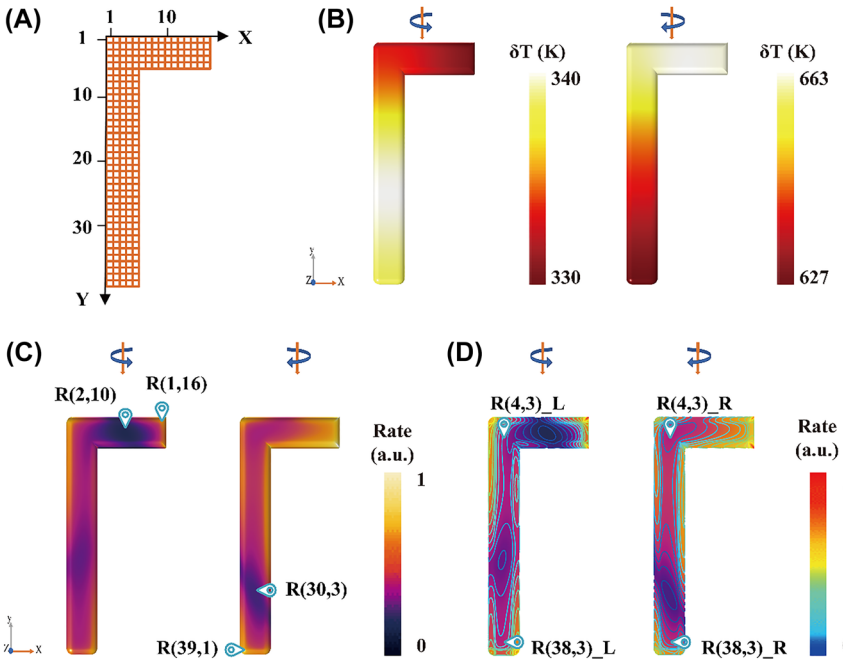 (A)
1
10
1
X
10
20
30
Y
(B)
δT (K)
340
330
δT (K)
663
627
y
Z
X
(C)
R(2,10)
R(1,16)
R(30,3)
R(39,1)
Rate
(a.u.)
1
0
y
Z
X
(D)
R(4,3)_L
R(4,3)_R
R(38,3)_L
R(38,3)_R
Rate
(a.u.)